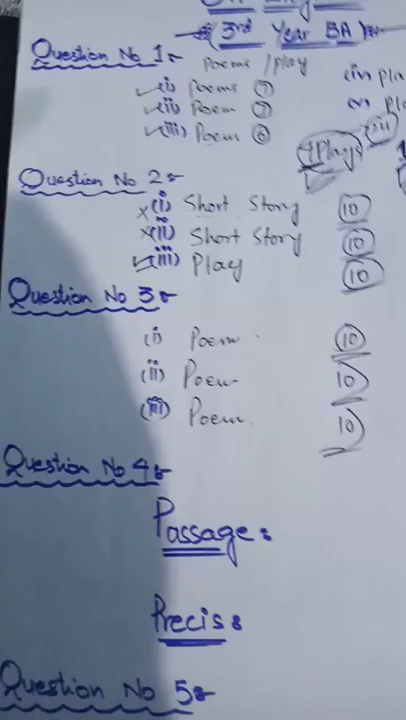 (3rd Year BA)
Question No 1:-
Poems / play
(i) Poems 7
(ii) Poem 7
(iii) Poem 6
4 Plays
Question No 2:-
x(i) Short Story 10
x(ii) Short Story 10
(iii) Play 10
Question No 3:-
(i) Poem 10
(ii) Poem 10
(iii) Poem. 10
Question No 4:-
Passage:
Precis:
Question No 5:-